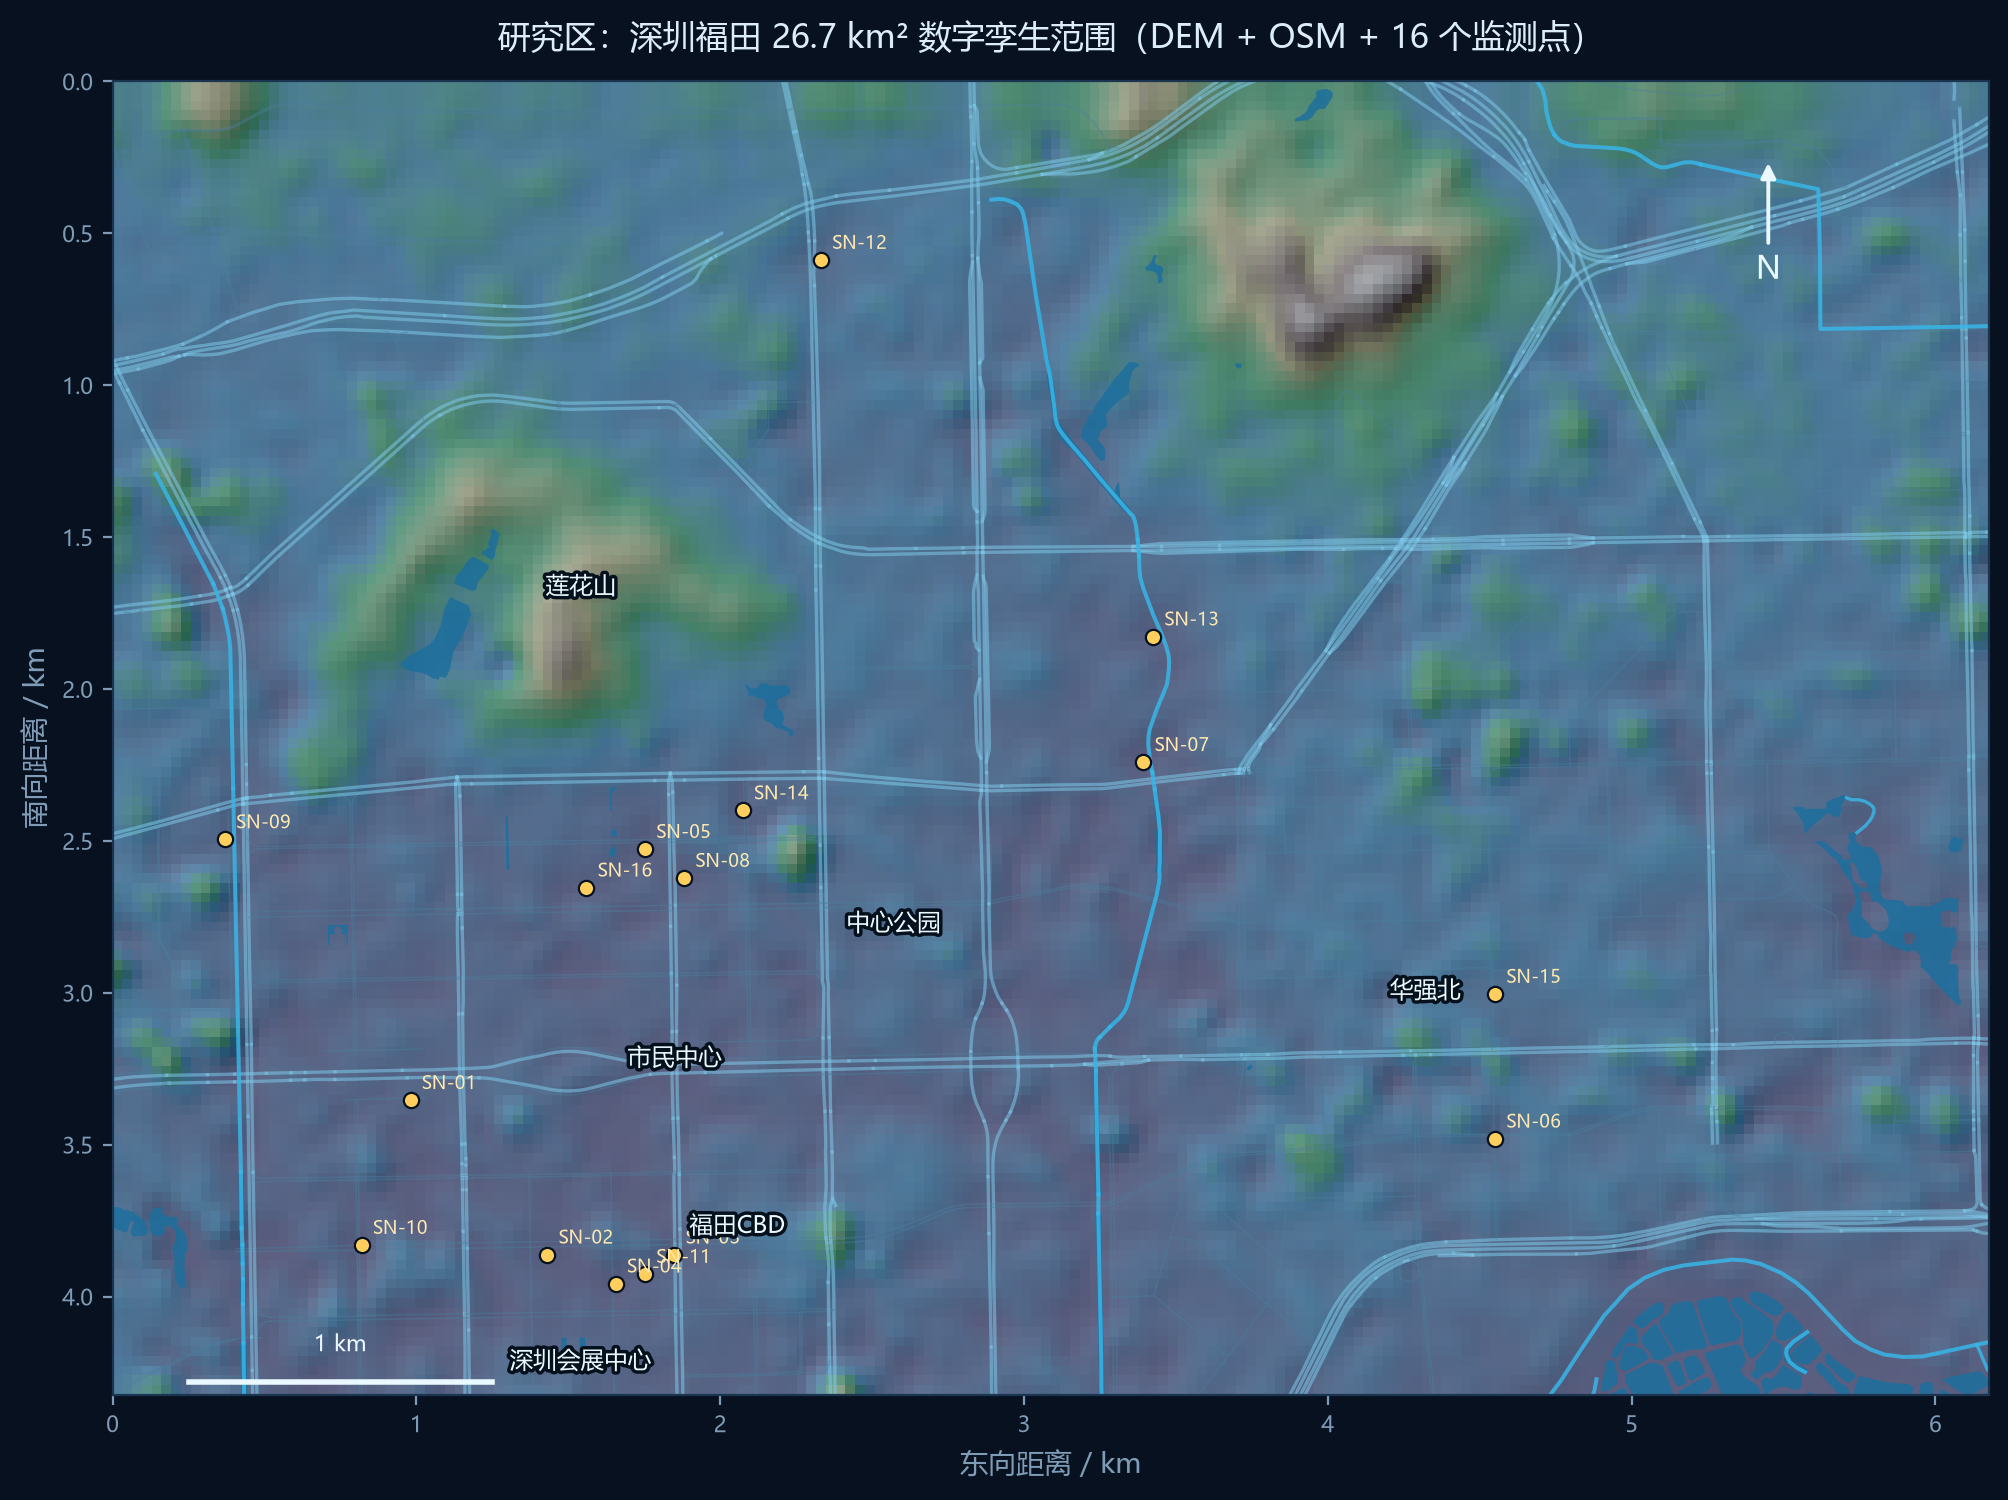 研究区：深圳福田 26.7 km² 数字孪生范围（DEM + OSM + 16 个监测点）
0.0
0.5
1.0
1.5
2.0
2.5
3.0
3.5
4.0
南向距离 / km
N
SN-12
莲花山
SN-13
SN-07
SN-14
SN-09
SN-05
SN-08
SN-16
中心公园
SN-15
华强北
市民中心
SN-01
SN-06
福田CBD
SN-10
SN-02
SN-11
SN-04
1 km
深圳会展中心
0
1
2
3
4
5
6
东向距离 / km